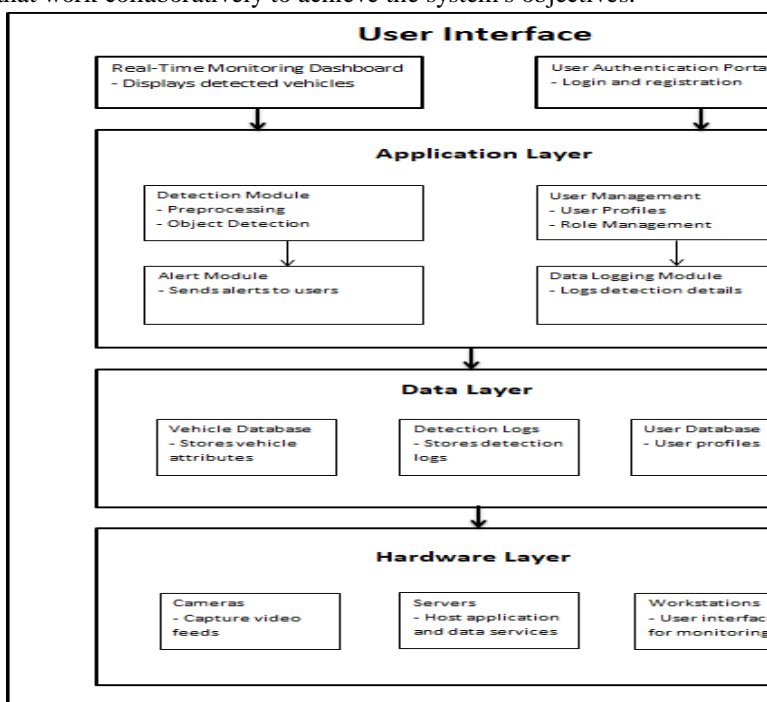 that work collaboratively to achieve the system's objectives.
User Interface
Real-Time Monitoring Dashboard
- Displays detected vehicles
User Authentication Porta
- Login and registration
Application Layer
Detection Module
- Preprocessing
- Object Detection
User Management
- User Profiles
- Role Management
Alert Module
- Sends alerts to users
Data Logging Module
- Logs detection details
Data Layer
Vehicle Database
- Stores vehicle
attributes
Detection Logs
- Stores detection
logs
User Database
- User profiles
Hardware Layer
Cameras
- Capture video
feeds
Servers
- Host application
and data services
Workstations
- User interface
for monitoring